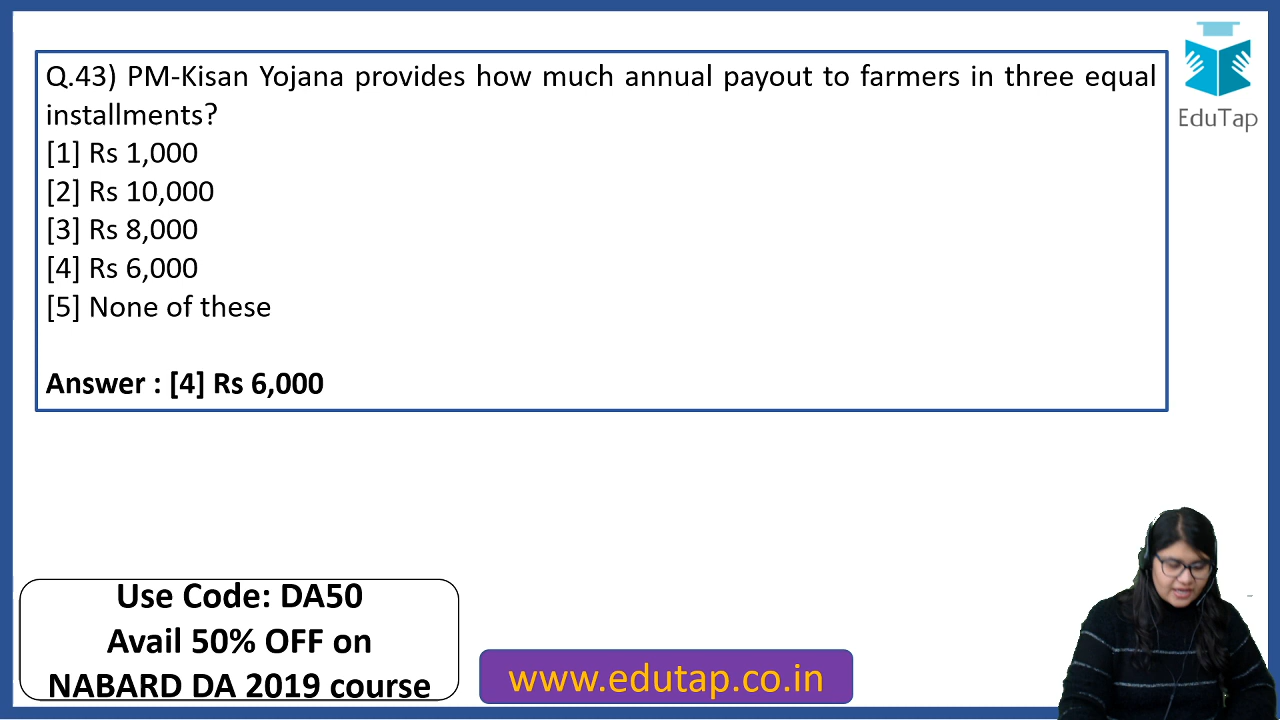 Q.43) PM-Kisan Yojana provides how much annual payout to farmers in three equal
installments?
[1] Rs 1,000
[2] Rs 10,000
[3] Rs 8,000
[4] Rs 6,000
[5] None of these
Answer : [4] Rs 6,000
EduTap
Use Code: DA50
Avail 50% OFF on
NABARD DA 2019 course
www.edutap.co.in